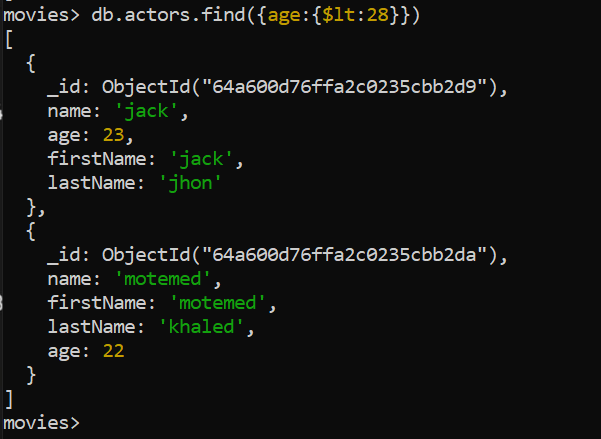 movies> db.actors.find({age:{$lt:28}})
[
  {
    _id: ObjectId("64a600d76ffa2c0235cbb2d9"),
    name: 'jack',
    age: 23,
    firstName: 'jack',
    lastName: 'jhon'
  },
  {
    _id: ObjectId("64a600d76ffa2c0235cbb2da"),
    name: 'motemed',
    firstName: 'motemed',
    lastName: 'khaled',
    age: 22
  }
]
movies>